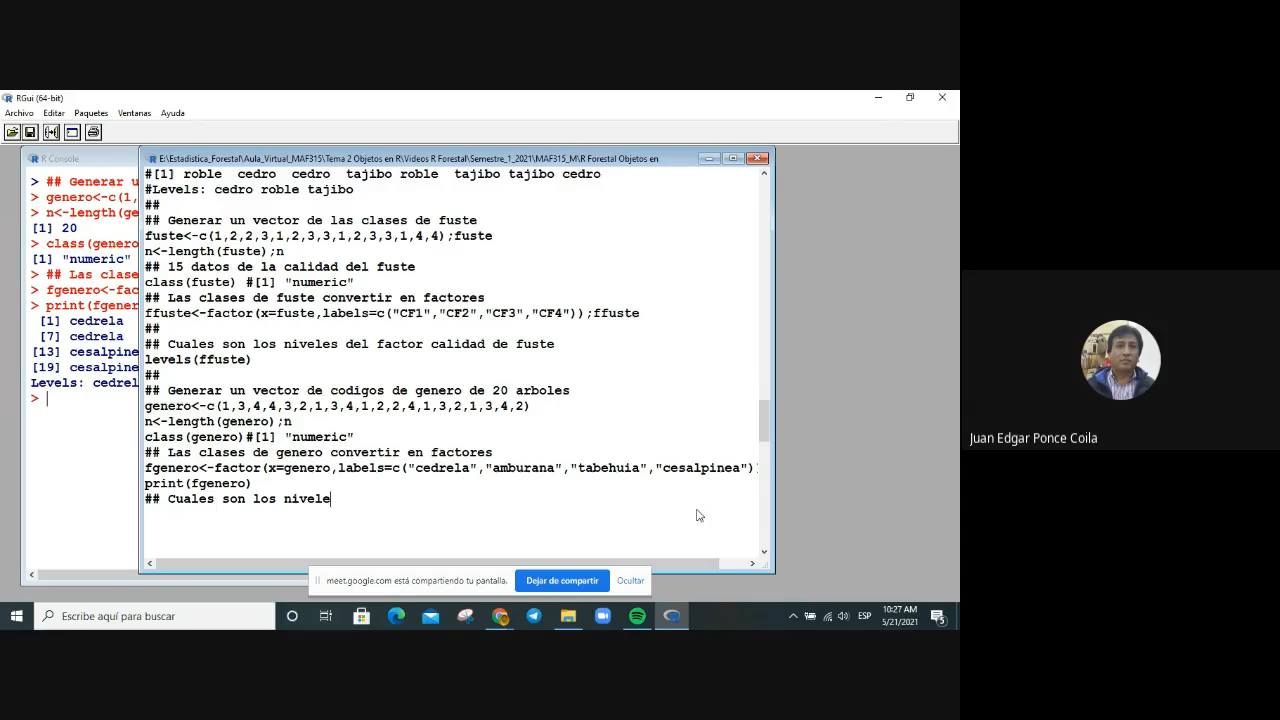 RGui (64-bit)
Archivo Editar Paquetes Ventanas Ayuda
R Console
> ## Generar u
> genero<-c(1,
> n<-length(ge
[1] 20
> class(genero
[1] "numeric"
> ## Las clase
> fgenero<-fac
> print(fgener
[1] cedrela
[7] cedrela
[13] cesalpine
[19] cesalpine
Levels: cedrel
>
E:\Estadistica_Forestal\Aula_Virtual_MAF315\Tema 2 Objetos en R\Videos R Forestal\Semestre_1_2021\MAF315_M\R Forestal Objetos en
#[1] roble cedro cedro tajibo roble tajibo tajibo cedro
#Levels: cedro roble tajibo
##
## Generar un vector de las clases de fuste
fuste<-c(1,2,2,3,1,2,3,3,1,2,3,3,1,4,4);fuste
n<-length(fuste);n
## 15 datos de la calidad del fuste
class(fuste) #[1] "numeric"
## Las clases de fuste convertir en factores
ffuste<-factor(x=fuste,labels=c("CF1","CF2","CF3","CF4"));ffuste
##
## Cuales son los niveles del factor calidad de fuste
levels(ffuste)
##
## Generar un vector de codigos de genero de 20 arboles
genero<-c(1,3,4,4,3,2,1,3,4,1,2,2,4,1,3,2,1,3,4,2)
n<-length(genero);n
class(genero)#[1] "numeric"
## Las clases de genero convertir en factores
fgenero<-factor(x=genero,labels=c("cedrela","amburana","tabehuia","cesalpinea"))
print(fgenero)
## Cuales son los nivele
meet.google.com está compartiendo tu pantalla. Dejar de compartir Ocultar
Escribe aquí para buscar
ESP
10:27 AM
5/21/2021
5
Juan Edgar Ponce Coila